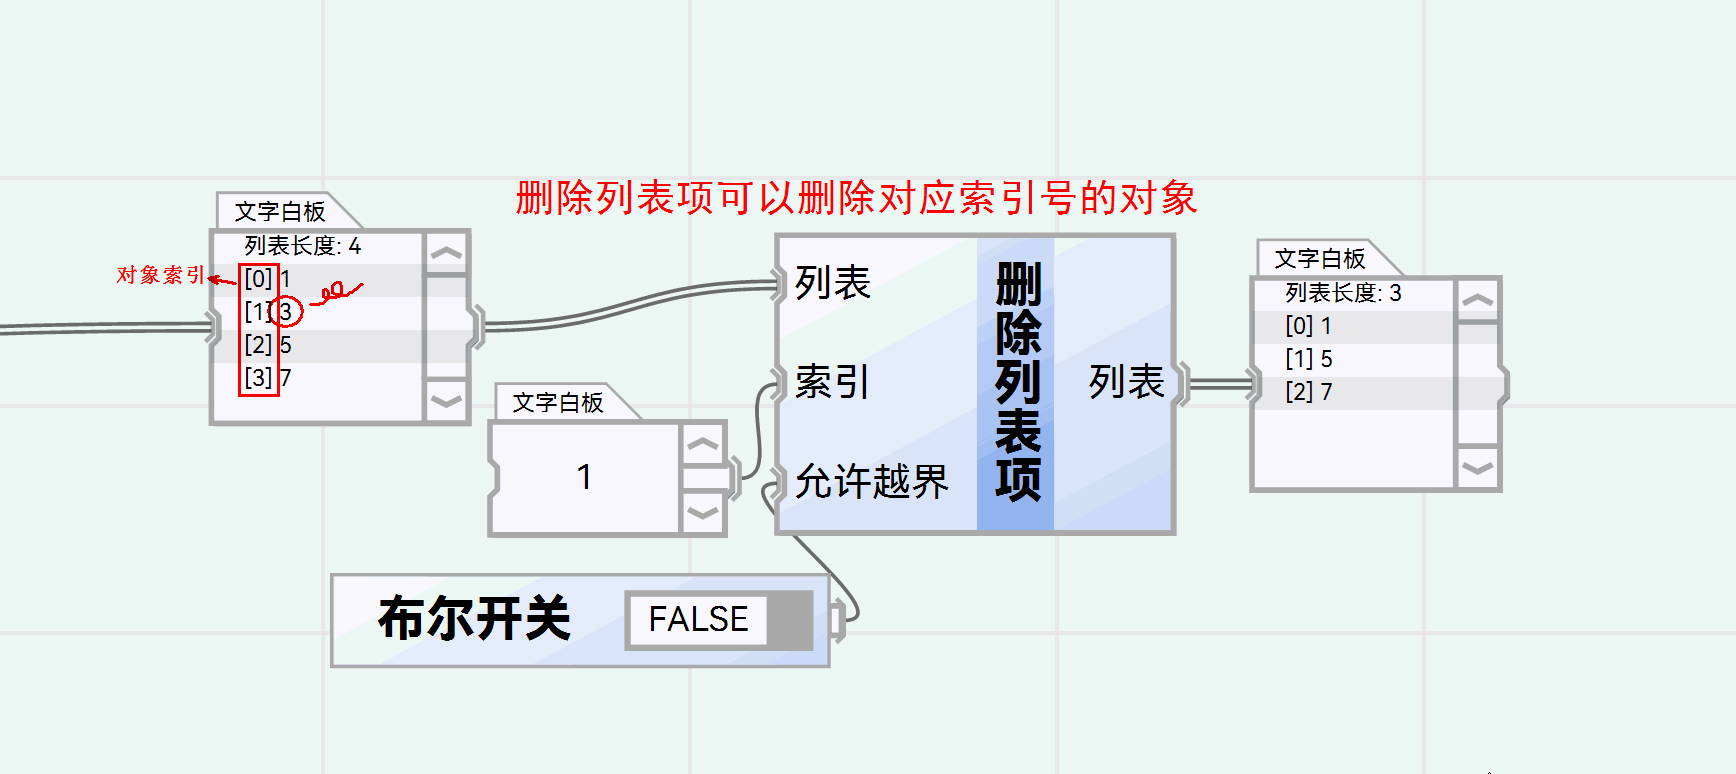 删除列表项可以删除对应索引号的对象
文字白板
列表长度: 4
对象索引
[0] 1
[1] 3
[2] 5
[3] 7
文字白板
1
布尔开关
FALSE
列表
索引
允许越界
删除列表项
列表
文字白板
列表长度: 3
[0] 1
[1] 5
[2] 7